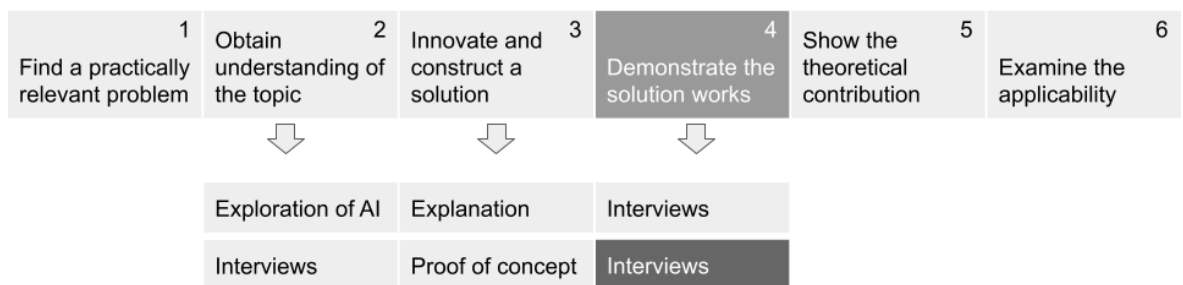 1
Find a practically
relevant problem
2
Obtain
understanding of
the topic
3
Innovate and
construct a
solution
4
Demonstrate the
solution works
5
Show the
theoretical
contribution
6
Examine the
applicability
Exploration of AI
Explanation
Interviews
Interviews
Proof of concept
Interviews